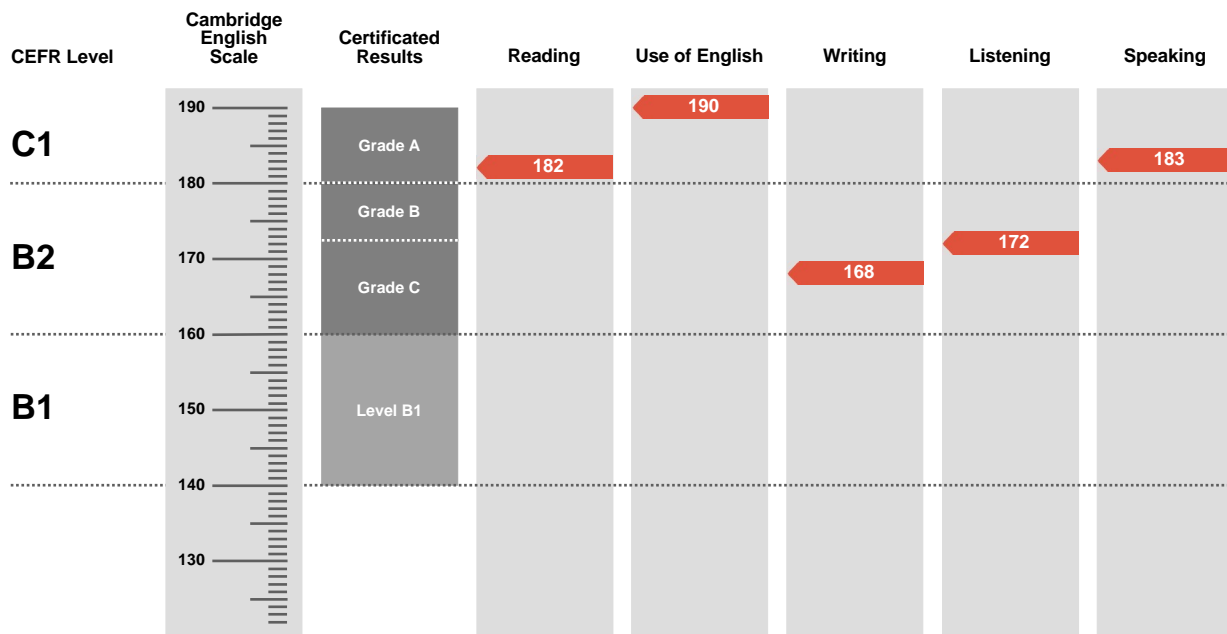 CEFR Level
Cambridge
English
Scale
Certificated
Results
Reading
Use of English
Writing
Listening
Speaking
190
190
C1
Grade A
182
183
180
Grade B
B2
170
172
168
Grade C
160
B1
150
Level B1
140
130